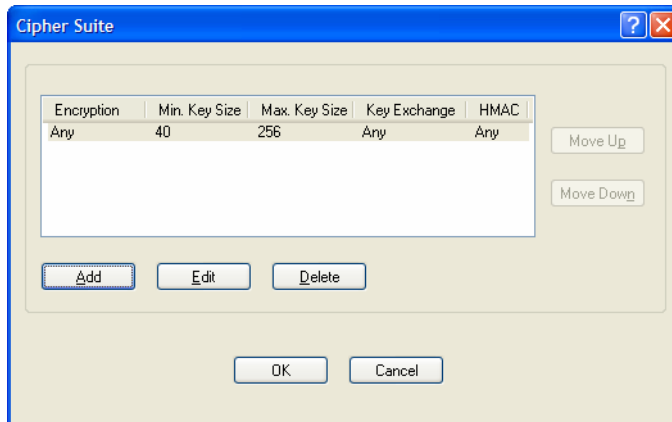 Cipher Suite
Encryption Min. Key Size Max. Key Size Key Exchange HMAC
Any 40 256 Any Any
Move Up
Move Down
Add Edit Delete
OK Cancel